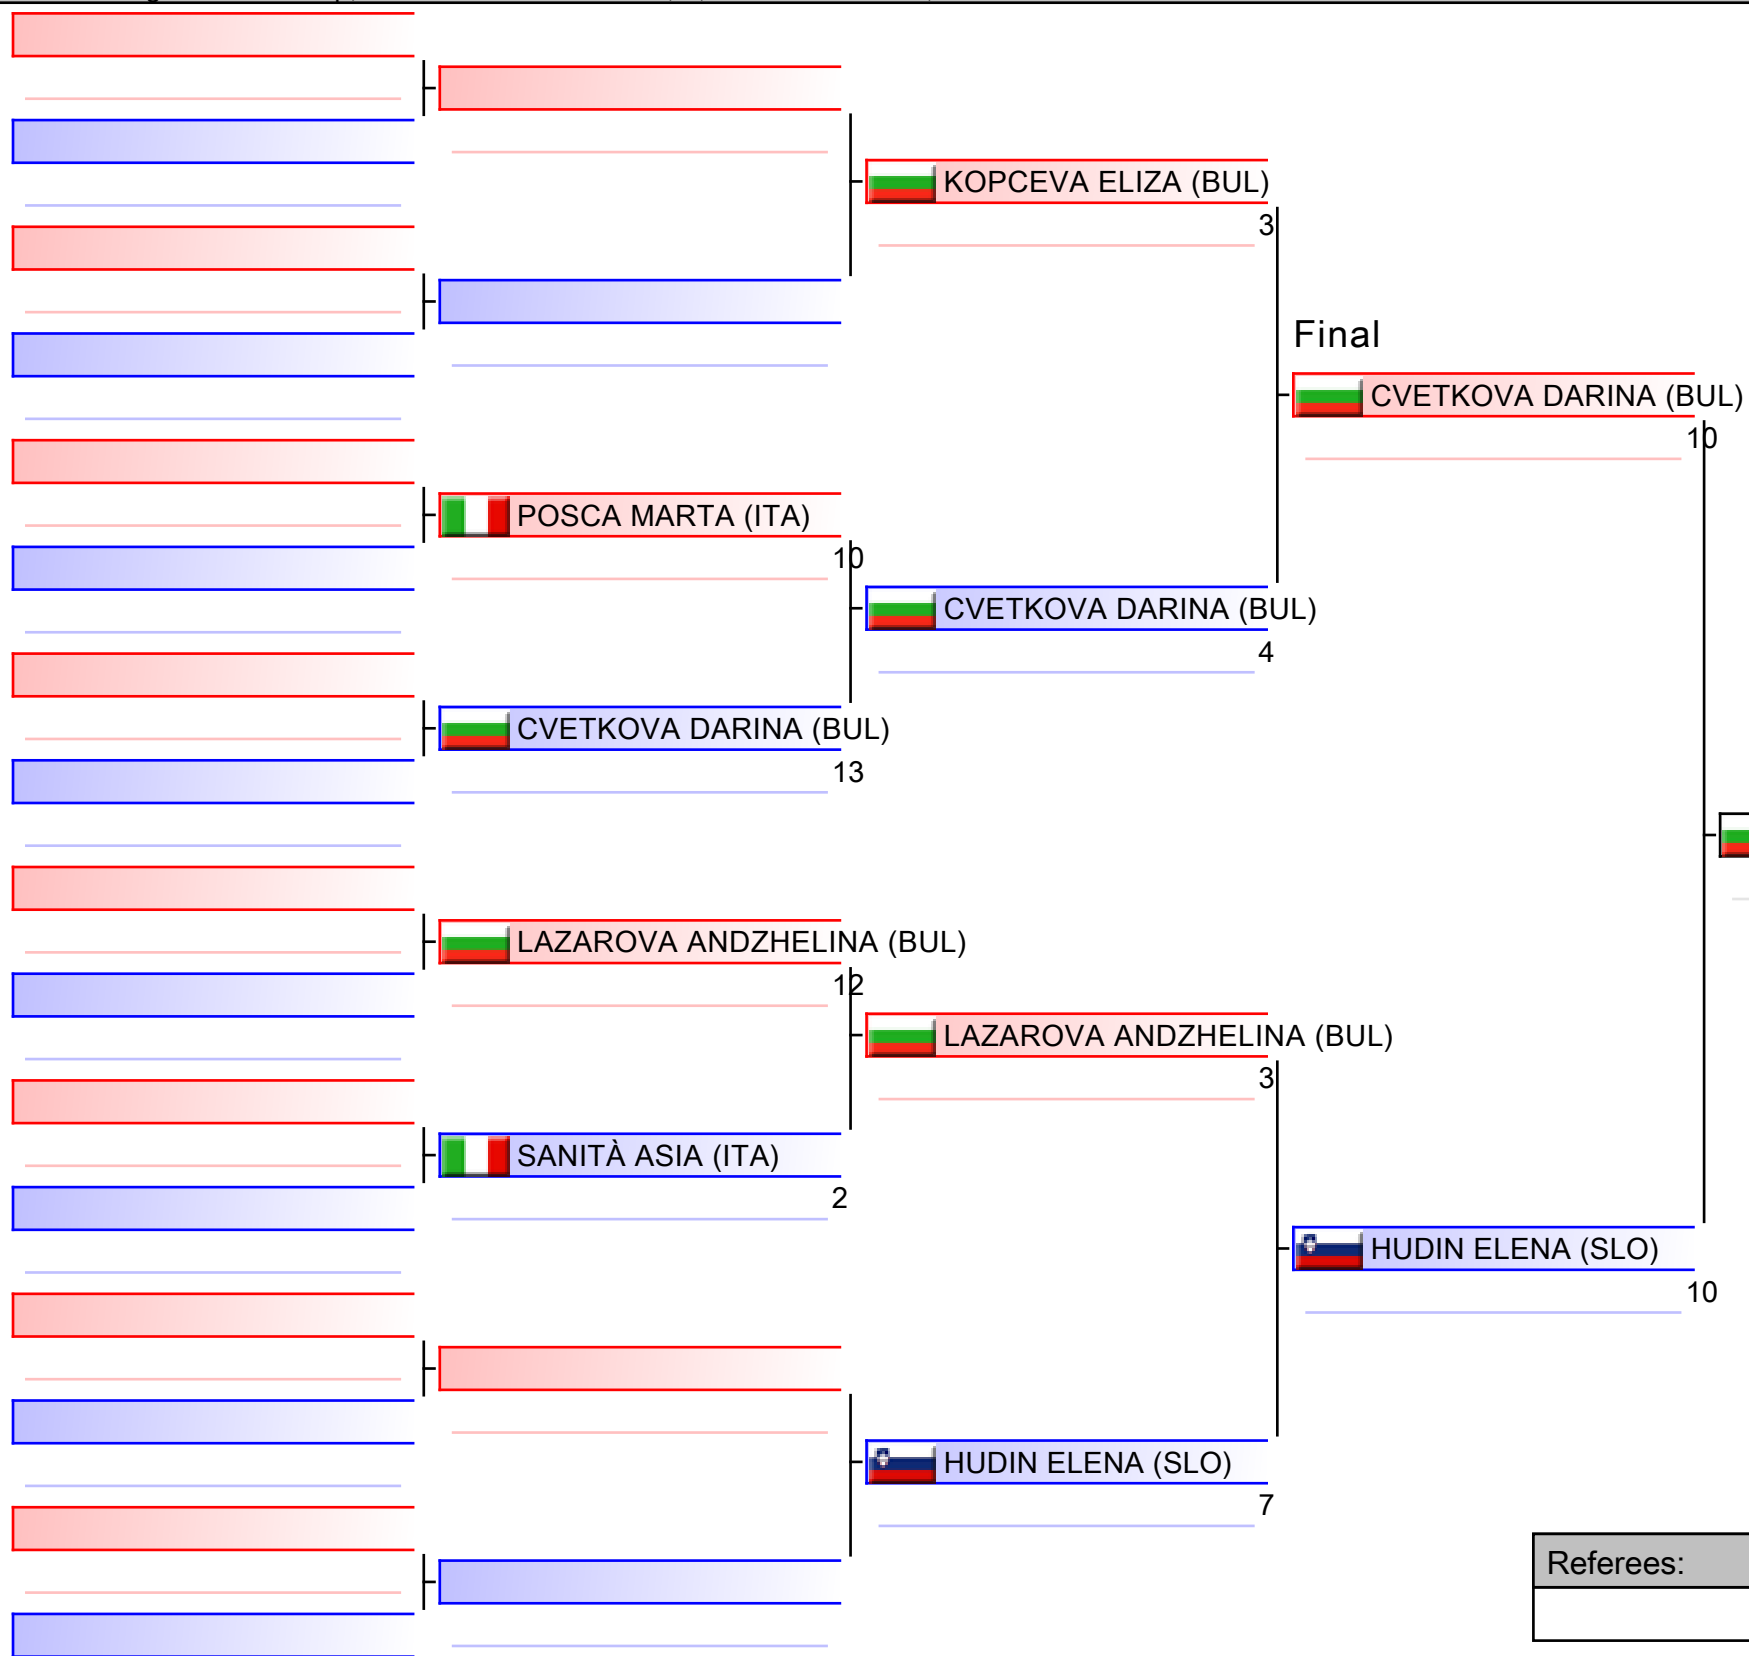 KOPCEVA ELIZA (BUL)
3
Final
CVETKOVA DARINA (BUL)
10
POSCA MARTA (ITA)
10
CVETKOVA DARINA (BUL)
4
CVETKOVA DARINA (BUL)
13
LAZAROVA ANDZHELINA (BUL)
12
LAZAROVA ANDZHELINA (BUL)
3
SANITÀ ASIA (ITA)
2
HUDIN ELENA (SLO)
10
HUDIN ELENA (SLO)
7
Referees: